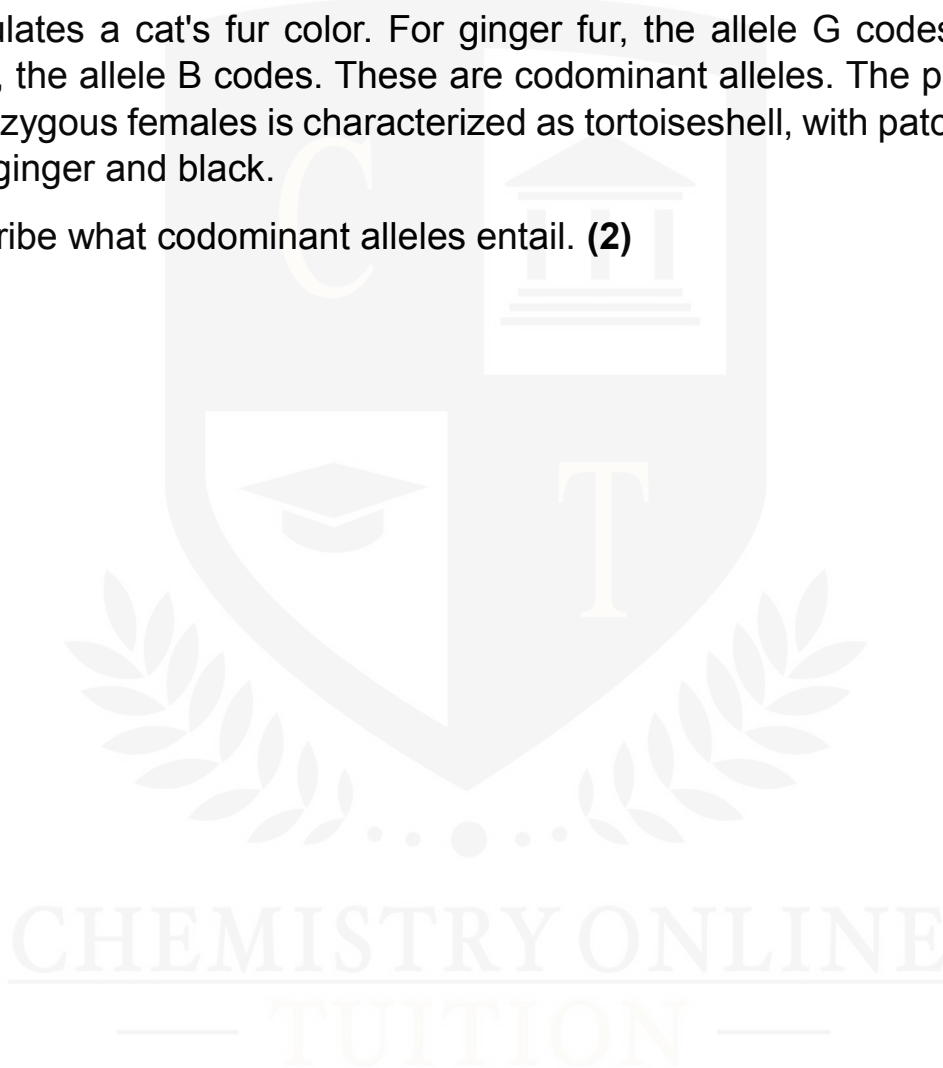 ulates a cat's fur color. For ginger fur, the allele G codes
, the allele B codes. These are codominant alleles. The p
zygous females is characterized as tortoiseshell, with patc
ginger and black.
ribe what codominant alleles entail. (2)
C
T
CHEMISTRY ONLINE
— TUITION —